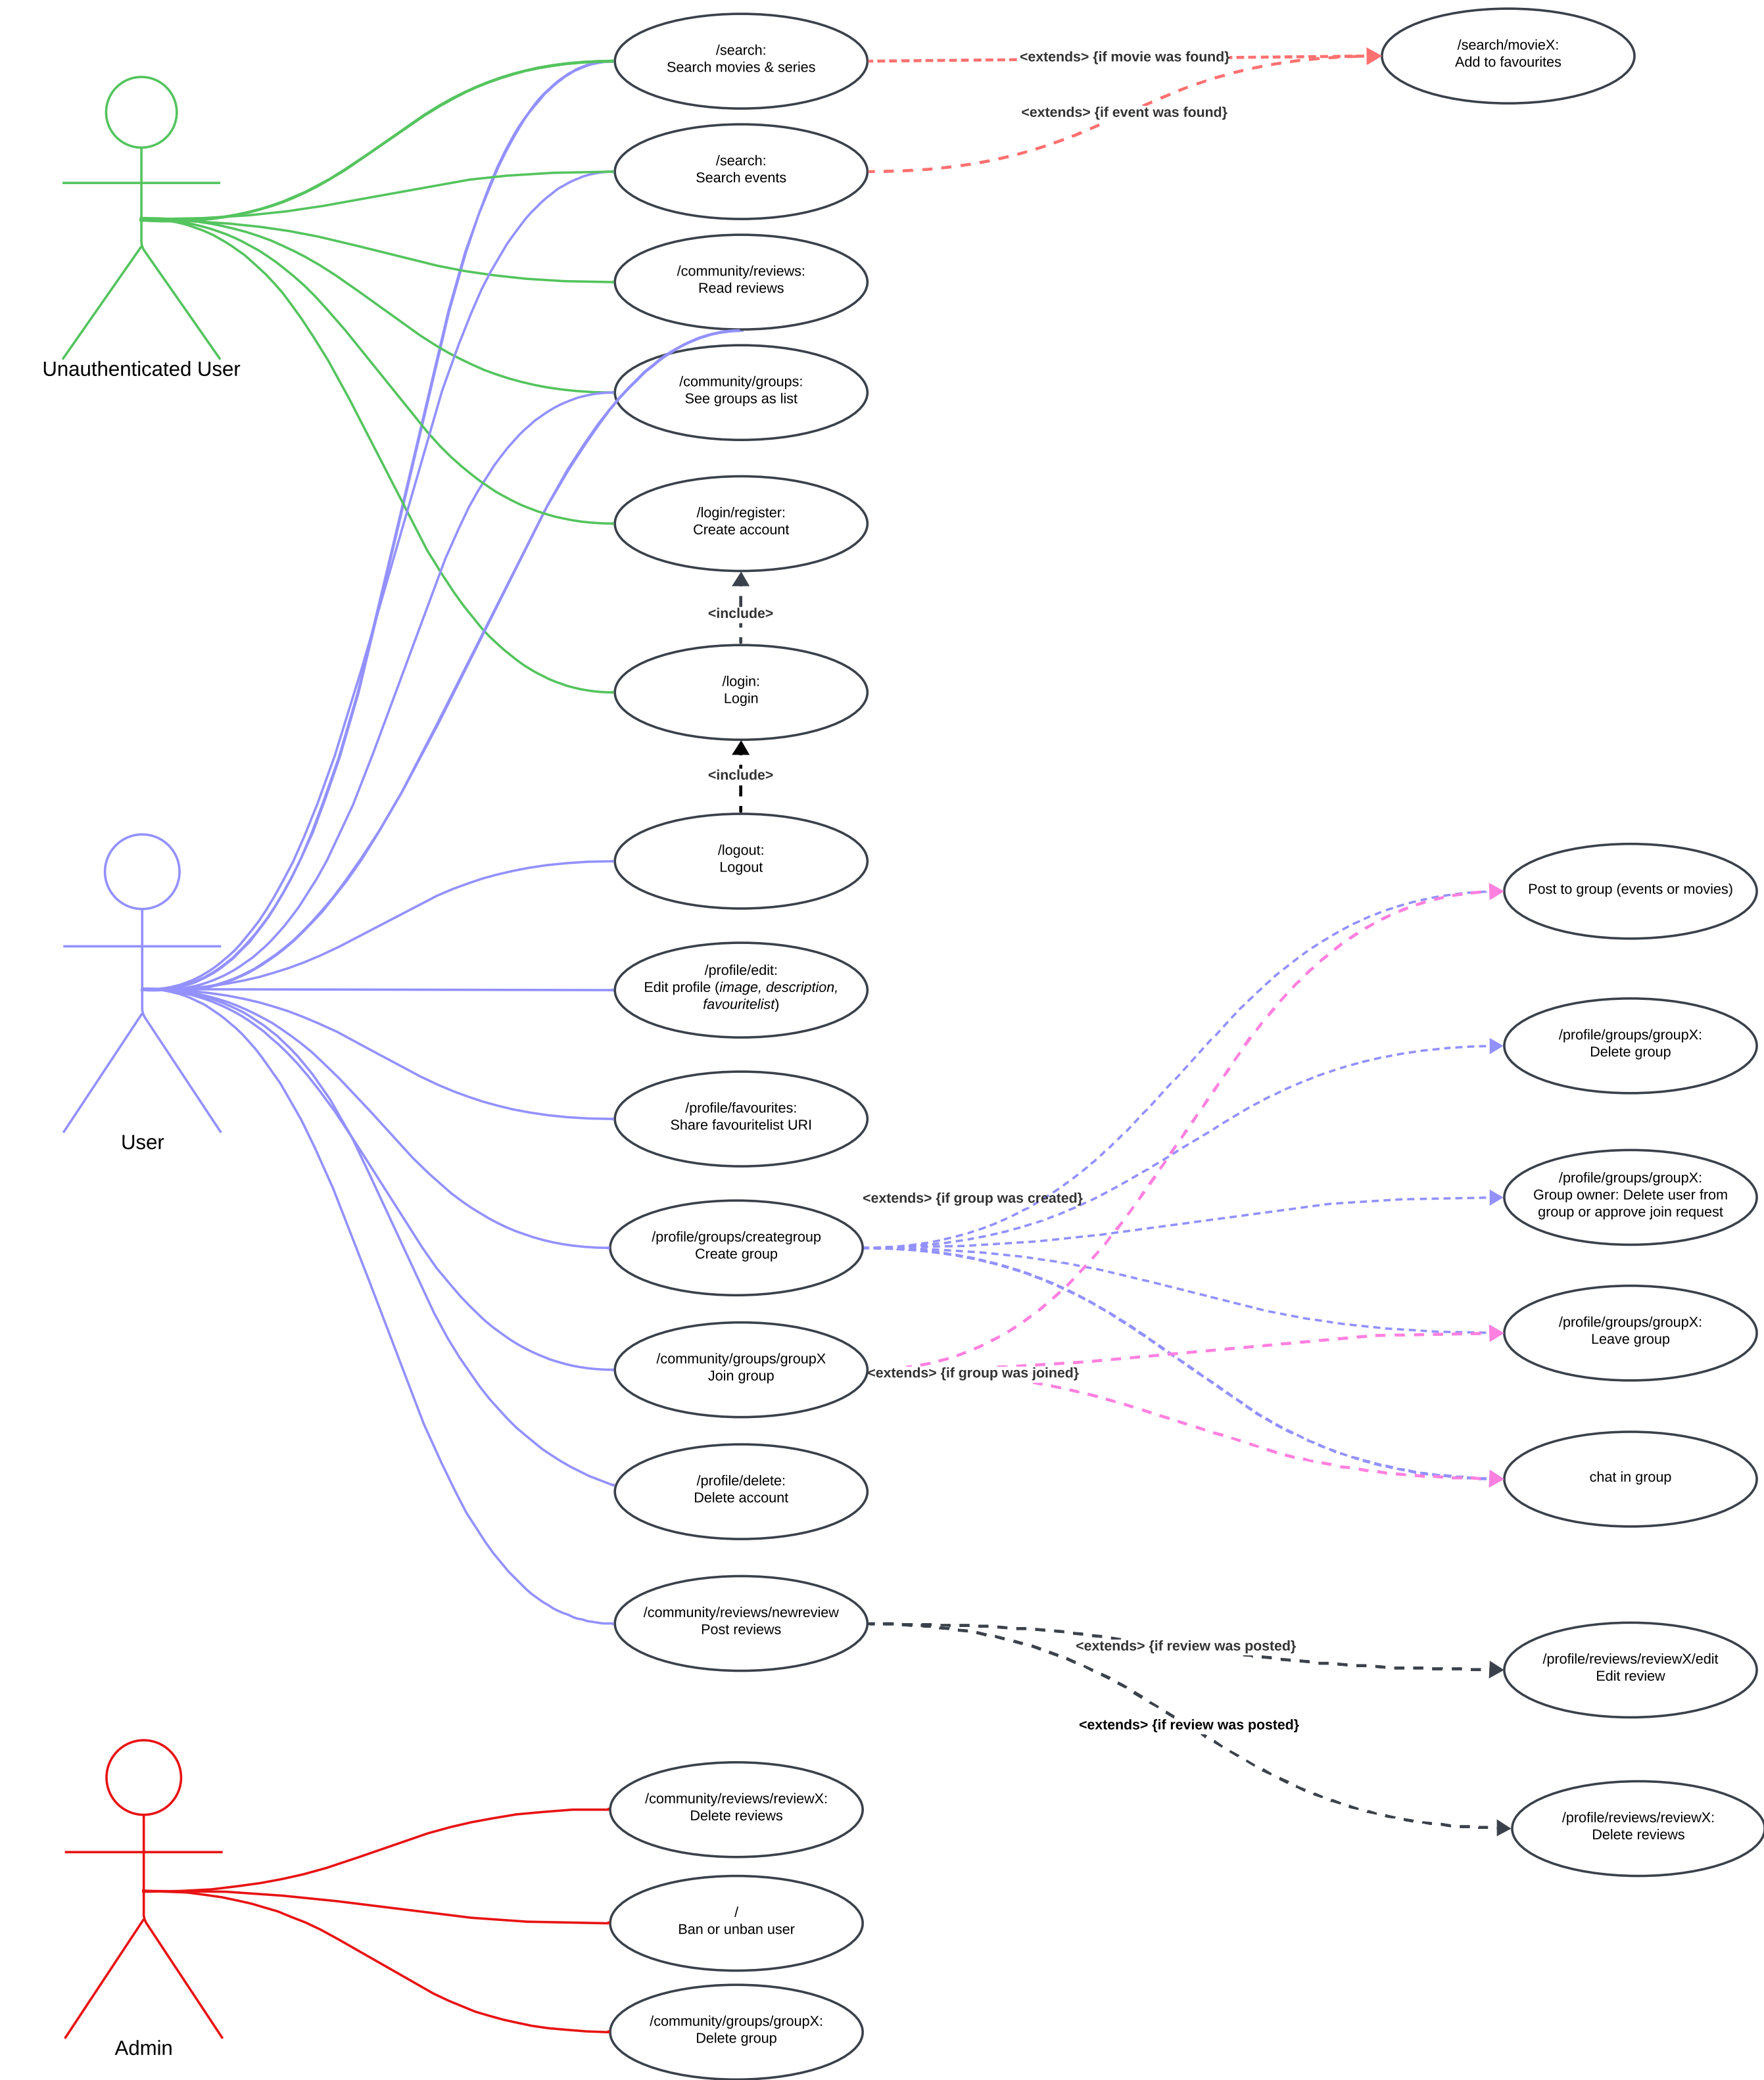 /search:
Search movies & series
<extends> {if movie was found}
/search/movieX:
Add to favourites
<extends> {if event was found}
/search:
Search events
/community/reviews:
Read reviews
Unauthenticated User
/community/groups:
See groups as list
/login/register:
Create account
<include>
/login:
Login
<include>
/logout:
Logout
Post to group (events or movies)
/profile/edit:
Edit profile (image, description,
favouritelist)
/profile/groups/groupX:
Delete group
/profile/favourites:
Share favouritelist URI
User
/profile/groups/groupX:
Group owner: Delete user from
group or approve join request
<extends> {if group was created}
/profile/groups/creategroup
Create group
/profile/groups/groupX:
Leave group
/community/groups/groupX
Join group
<extends> {if group was joined}
chat in group
/profile/delete:
Delete account
/community/reviews/newreview
Post reviews
<extends> {if review was posted}
/profile/reviews/reviewX/edit
Edit review
<extends> {if review was posted}
/community/reviews/reviewX:
Delete reviews
/profile/reviews/reviewX:
Delete reviews
/
Ban or unban user
/community/groups/groupX:
Delete group
Admin